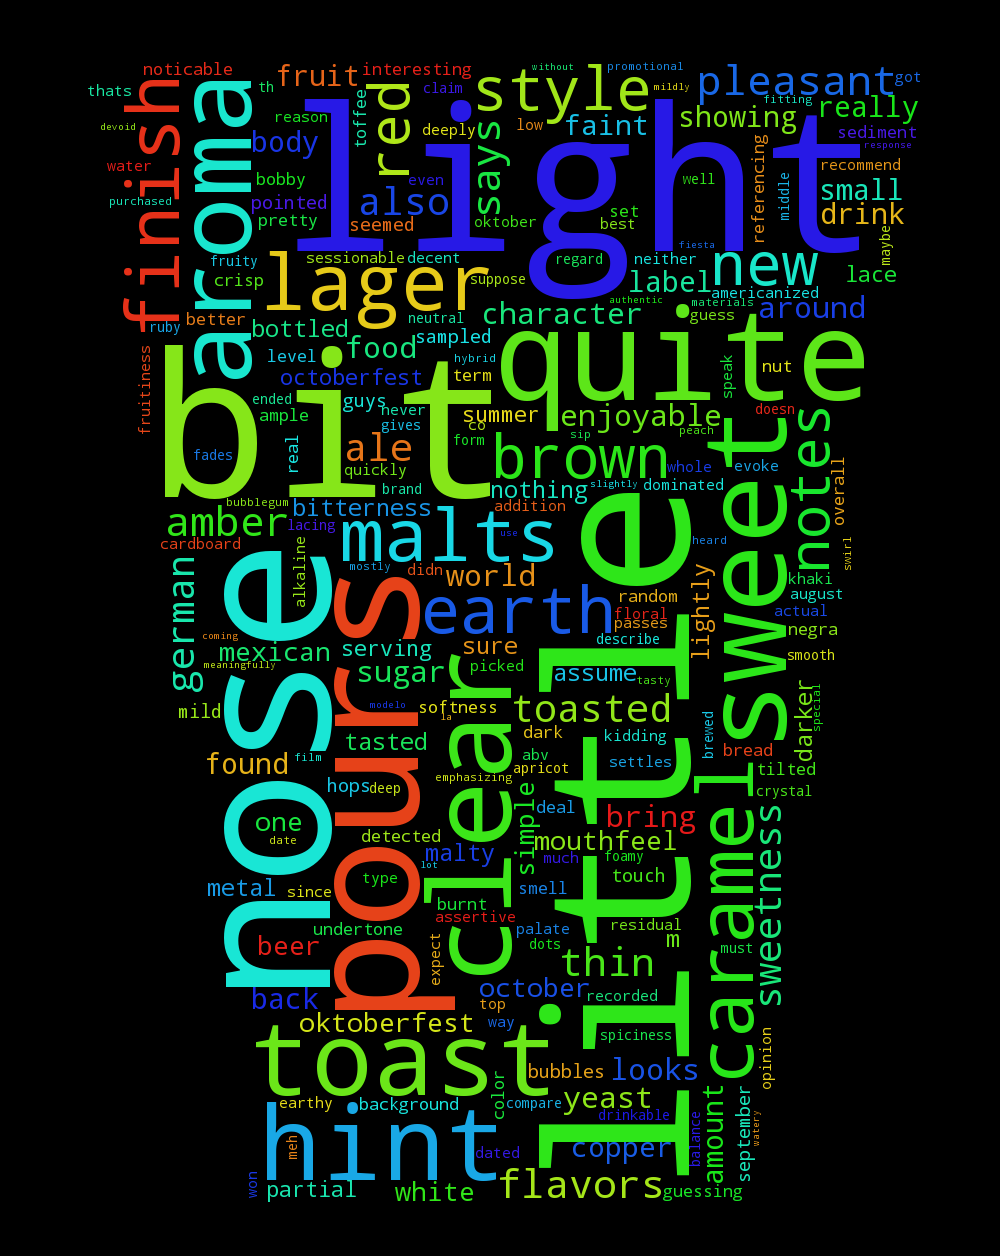 noticable
fruit
interesting
without
promotional
pleasant
got
thats
th
toffee
claim
style
mildly
fitting
really
finish
aroma
reason
red
deeply
low
faint
showing
sediment
devoid
body
light
says
response
water
bobby
even
well
referencing
middle
recommend
purchased
pointed
also
set
small
pretty
seemed
oktober
best
drink
fiesta
maybe
fruity
sessionable
decent
regard
neither
new
crisp
lager
suppose
label
lace
americanized
ruby
better
bottled
neutral
character
authentic
materials
guess
around
sampled
level
food
hybrid
quite
fruitiness
octoberfest
term
speak
nut
bit
ended
guys
never
summer
enjoyable
doesn
ample
gives
co
notes
real
ale
form
sip
peach
fades
quickly
brown
whole
evoke
overall
brand
nothing
slightly
dominated
sweet
bubblegum
bitterness
addition
amber
lacing
malts
use
heard
cardboard
swirl
alkaline
mostly
didn
world
lightly
khaki
german
nose
pours
earth
random
august
floral
actual
passes
coming
mexican
serving
sure
describe
negra
meaningfully
sugar
picked
assume
tasty
smooth
mild
modelo
softness
la
toasted
little
brewed
darker
special
clear
tasted
dark
kidding
found
film
abv
bread
hops
deep
emphasizing
apricot
settles
tilted
simple
caramel
crystal
one
date
detected
deal
bring
sweetness
malty
mouthfeel
lot
much
foamy
metal
since
type
smell
touch
burnt
undertone
assertive
palate
residual
beer
expect
dots
m
must
thin
back
october
recorded
top
oktoberfest
way
spiciness
toast
opinion
bubbles
looks
color
earthy
background
compare
yeast
drinkable
balance
amount
september
watery
hint
meh
dated
copper
won
partial
white
flavors
guessing